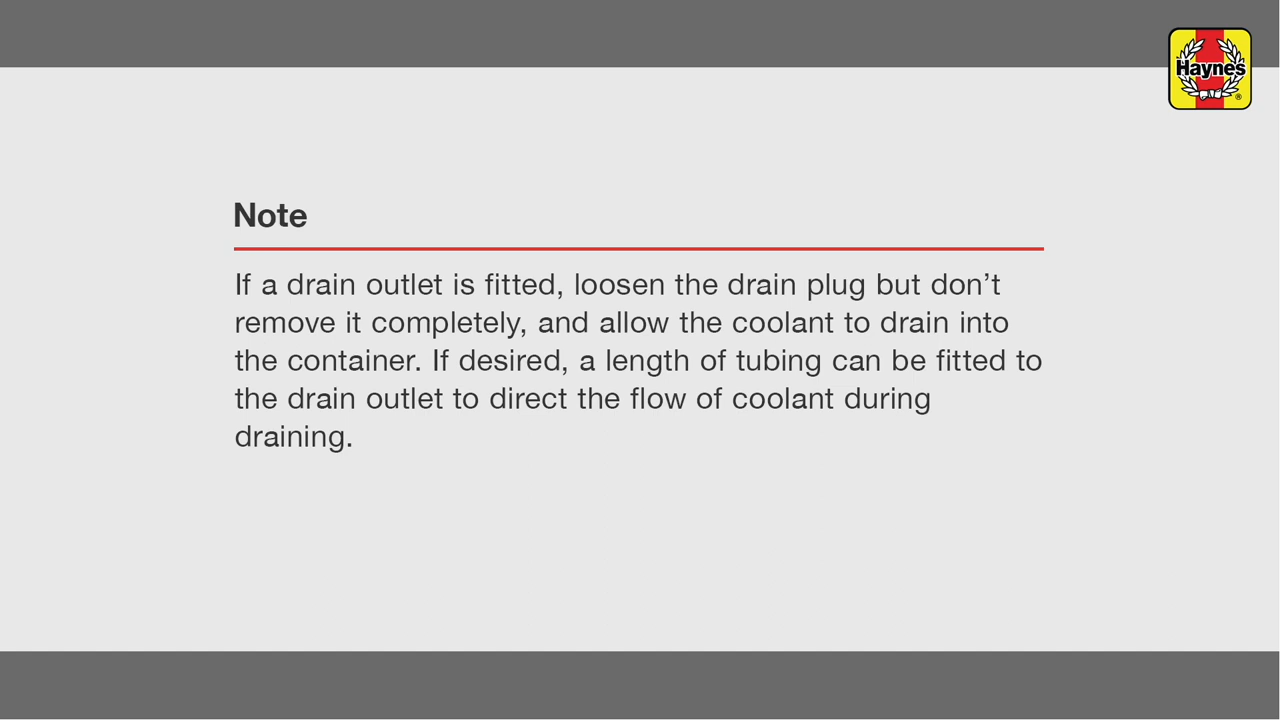 Haynes
Note
If a drain outlet is fitted, loosen the drain plug but don’t
remove it completely, and allow the coolant to drain into
the container. If desired, a length of tubing can be fitted to
the drain outlet to direct the flow of coolant during
draining.